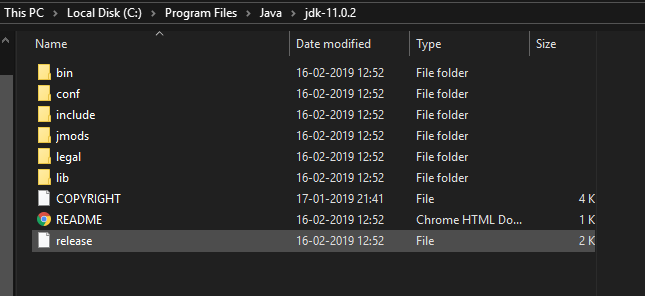 This PC > Local Disk (C:) > Program Files > Java > jdk-11.0.2
Name Date modified Type Size
bin 16-02-2019 12:52 File folder
conf 16-02-2019 12:52 File folder
include 16-02-2019 12:52 File folder
jmods 16-02-2019 12:52 File folder
legal 16-02-2019 12:52 File folder
lib 16-02-2019 12:52 File folder
COPYRIGHT 17-01-2019 21:41 File 4 K
README 16-02-2019 12:52 Chrome HTML Do... 1 K
release 16-02-2019 12:52 File 2 K